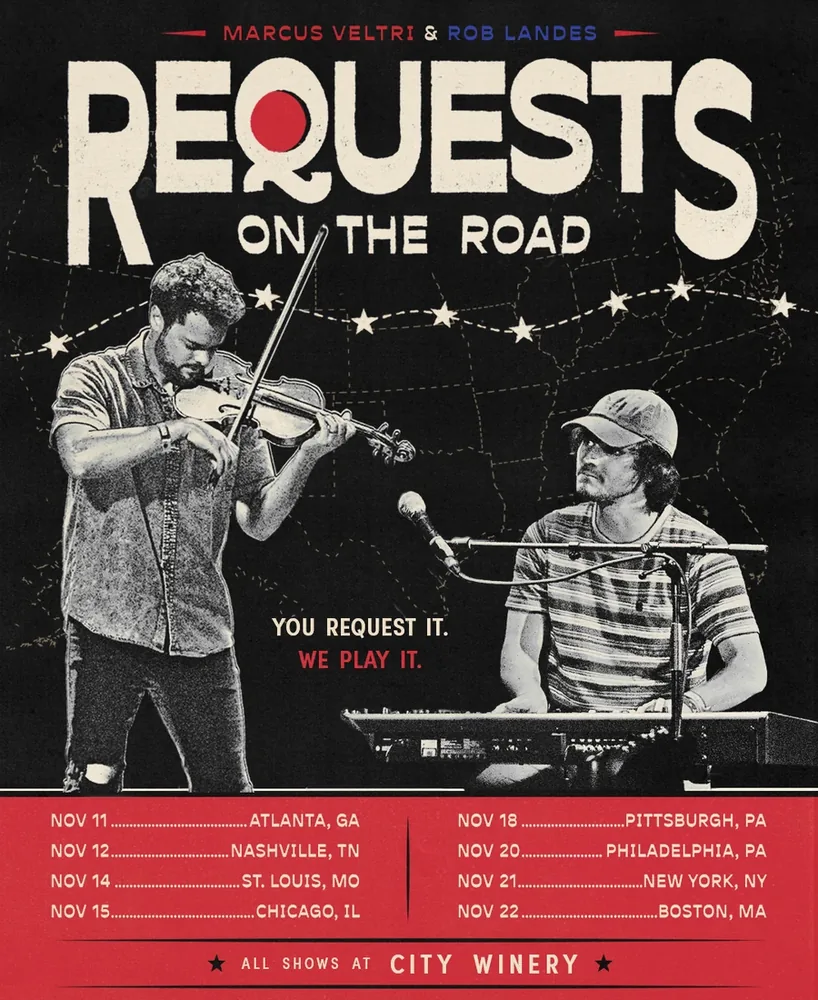 MARCUS VELTRI & ROB LANDES
REQUESTS
ON THE ROAD
YOU REQUEST IT.
WE PLAY IT.
NOV 11........................................ATLANTA, GA
NOV 12..................................NASHVILLE, TN
NOV 14.....................................ST. LOUIS, MO
NOV 15..........................................CHICAGO, IL
NOV 18..............................PITTSBURGH, PA
NOV 20........................PHILADELPHIA, PA
NOV 21.....................................NEW YORK, NY
NOV 22........................................BOSTON, MA
★ ALL SHOWS AT CITY WINERY ★